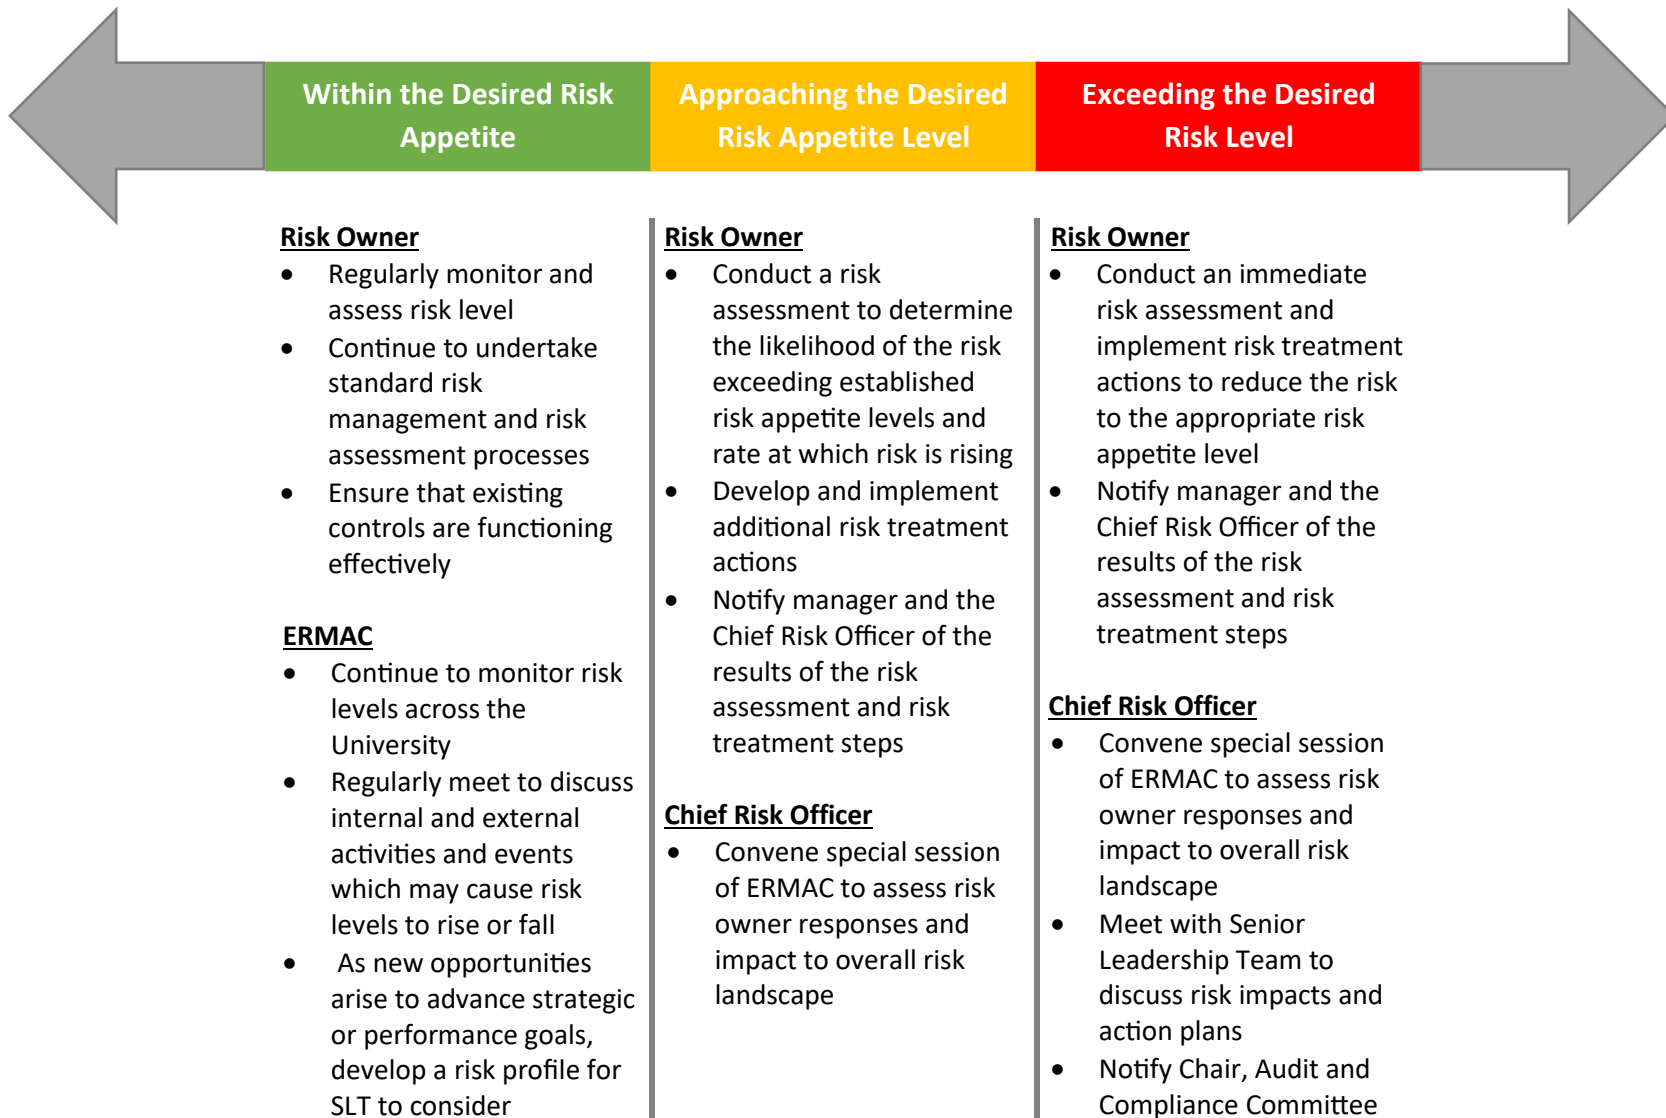 Within the Desired Risk
Appetite
Approaching the Desired
Risk Appetite Level
Exceeding the Desired
Risk Level
Risk Owner
• Regularly monitor and
assess risk level
• Continue to undertake
standard risk
management and risk
assessment processes
• Ensure that existing
controls are functioning
effectively
ERMAC
• Continue to monitor risk
levels across the
University
• Regularly meet to discuss
internal and external
activities and events
which may cause risk
levels to rise or fall
• As new opportunities
arise to advance strategic
or performance goals,
develop a risk profile for
SLT to consider
Risk Owner
• Conduct a risk
assessment to determine
the likelihood of the risk
exceeding established
risk appetite levels and
rate at which risk is rising
• Develop and implement
additional risk treatment
actions
• Notify manager and the
Chief Risk Officer of the
results of the risk
assessment and risk
treatment steps
Chief Risk Officer
• Convene special session
of ERMAC to assess risk
owner responses and
impact to overall risk
landscape
Risk Owner
• Conduct an immediate
risk assessment and
implement risk treatment
actions to reduce the risk
to the appropriate risk
appetite level
• Notify manager and the
Chief Risk Officer of the
results of the risk
assessment and risk
treatment steps
Chief Risk Officer
• Convene special session
of ERMAC to assess risk
owner responses and
impact to overall risk
landscape
• Meet with Senior
Leadership Team to
discuss risk impacts and
action plans
• Notify Chair, Audit and
Compliance Committee